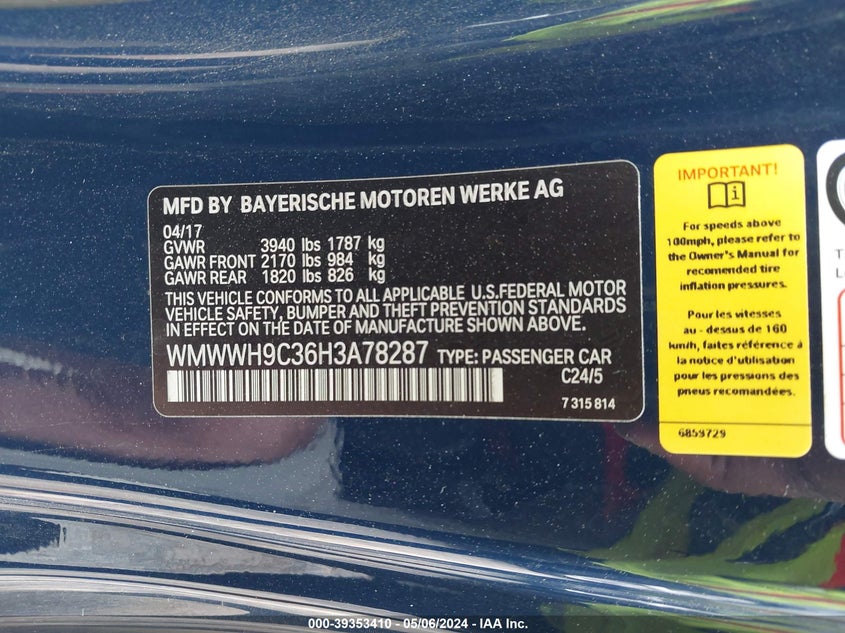 MFD BY BAYERISCHE MOTOREN WERKE AG
04/17
GVWR 3940 lbs 1787 kg
GAWR FRONT 2170 lbs 984 kg
GAWR REAR 1820 lbs 826 kg
THIS VEHICLE CONFORMS TO ALL APPLICABLE U.S.FEDERAL MOTOR
VEHICLE SAFETY, BUMPER AND THEFT PREVENTION STANDARDS
IN EFFECT ON THE DATE OF MANUFACTURE SHOWN ABOVE.
WMWWH9C36H3A78287 TYPE: PASSENGER CAR
C24/5
7 315 814
IMPORTANT!
For speeds above
100mph, please refer to
the Owner's Manual for
recomended tire
inflation pressures.
Pour les vitesses
au - dessus de 160
km/h, faites référence à
l'utilisation pour les
pneus recomandées.
6859729
000-39353410 - 05/06/2024 - IAA Inc.